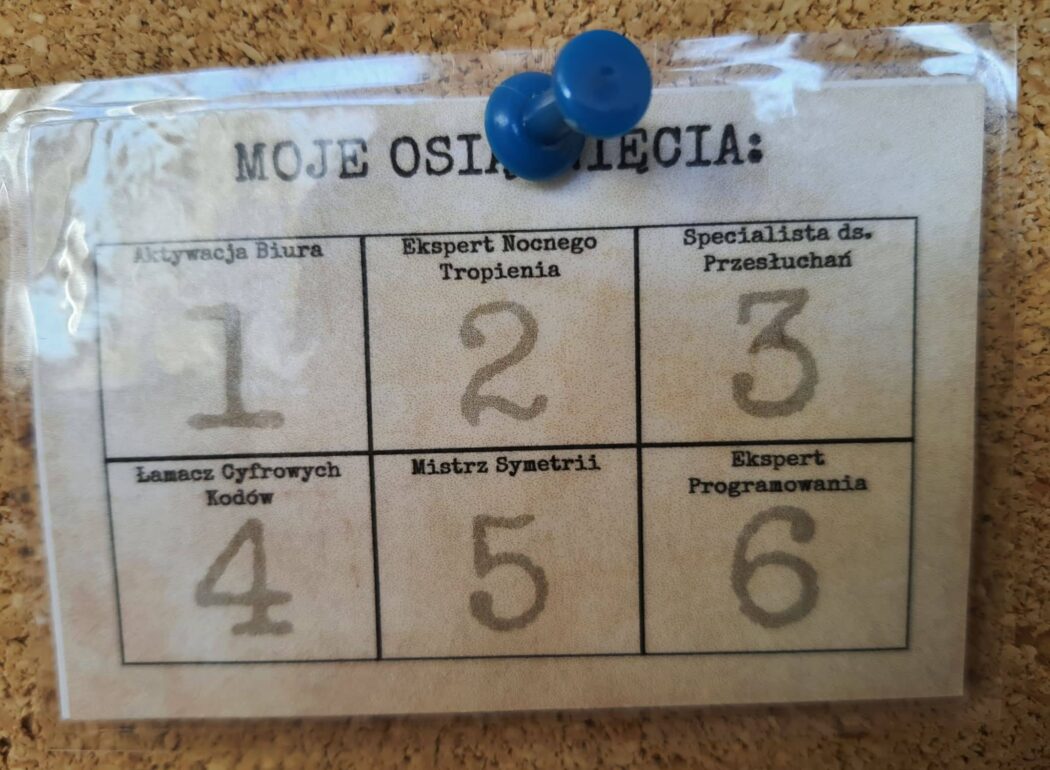 MOJE OSIĄGNIĘCIA:
Aktywacja Biura
1
Ekspert Nocnego
Tropienia
2
Specialista ds.
Przesłuchań
3
Łamacz Cyfrowych
Kodów
4
Mistrz Symetrii
5
Ekspert
Programowania
6